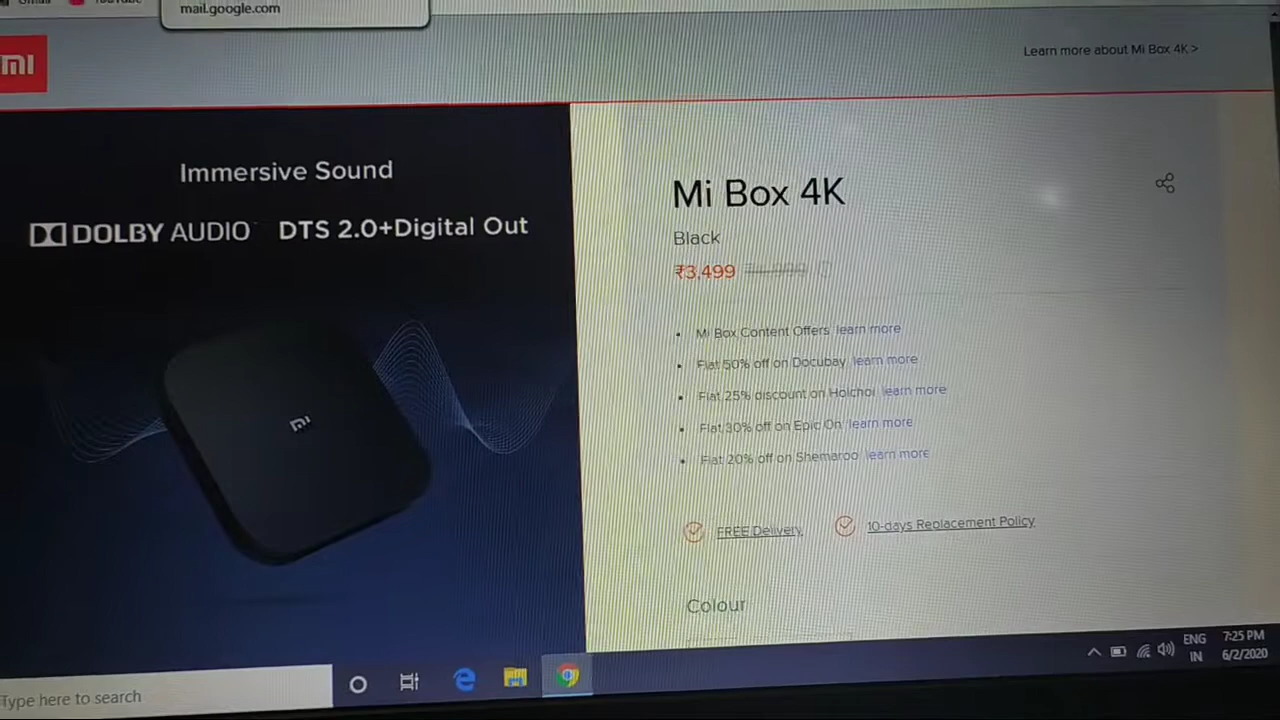 Gmail
YouTube
mail.google.com
mi
Learn more about Mi Box 4K >
Immersive Sound
DOLBY AUDIO DTS 2.0+Digital Out
Mi Box 4K
Black
₹3,499 ₹4,999
Mi Box Content Offers learn more
Flat 50% off on Docubay learn more
Flat 25% discount on Hoichoi learn more
Flat 30% off on Epic On learn more
Flat 20% off on Shemaroo learn more
FREE Delivery 10-days Replacement Policy
Colour
Type here to search
ENG
IN
7:25 PM
6/2/2020